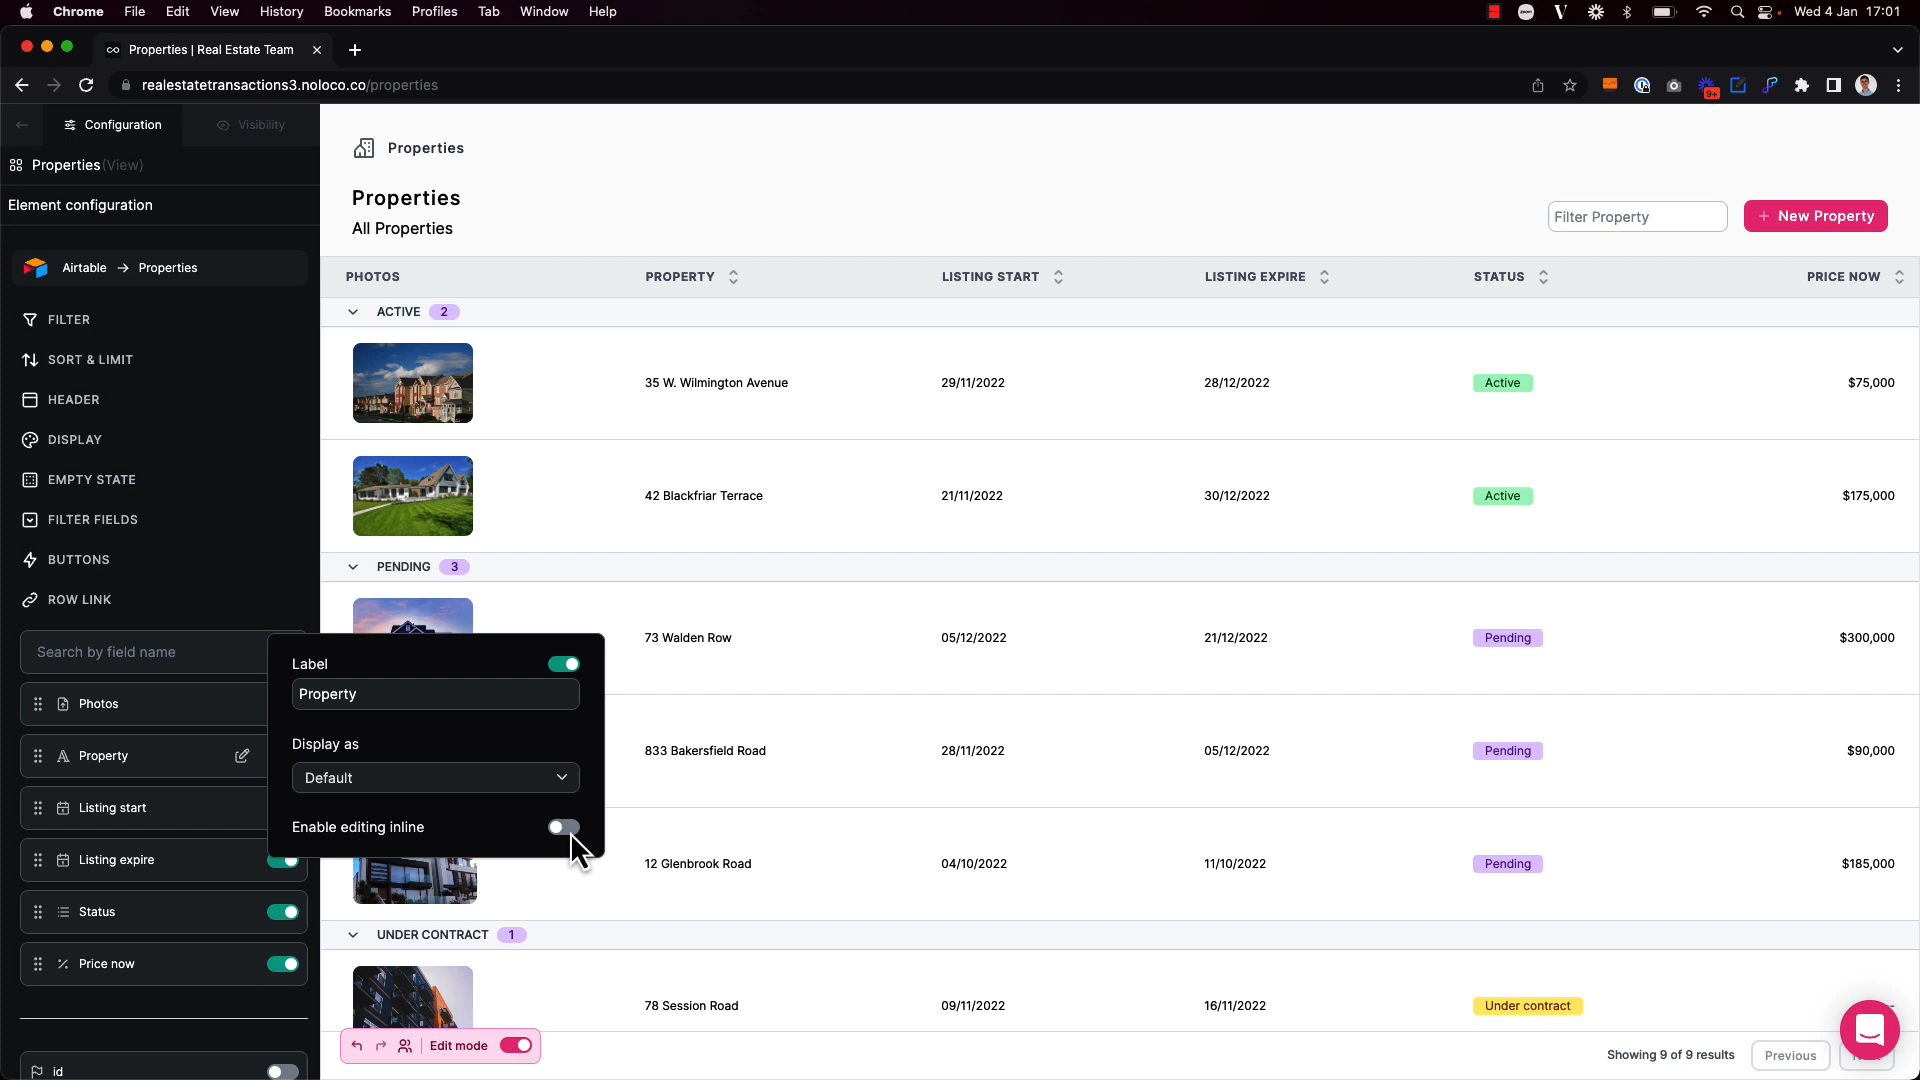 Chrome File Edit View History Bookmarks Profiles Tab Window Help
Wed 4 Jan 17:01
Properties | Real Estate Team
realestatetransactions3.noloco.co/properties
9+
Configuration
Visibility
Properties (View)
Element configuration
Airtable → Properties
FILTER
SORT & LIMIT
HEADER
DISPLAY
EMPTY STATE
FILTER FIELDS
BUTTONS
ROW LINK
Search by field name
Photos
Property
Listing start
Listing expire
Status
Price now
id
Label
Property
Display as
Default
Enable editing inline
Properties
Properties
All Properties
Filter Property
+ New Property
PHOTOS PROPERTY LISTING START LISTING EXPIRE STATUS PRICE NOW
ACTIVE 2
35 W. Wilmington Avenue 29/11/2022 28/12/2022 Active $75,000
42 Blackfriar Terrace 21/11/2022 30/12/2022 Active $175,000
PENDING 3
73 Walden Row 05/12/2022 21/12/2022 Pending $300,000
833 Bakersfield Road 28/11/2022 05/12/2022 Pending $90,000
12 Glenbrook Road 04/10/2022 11/10/2022 Pending $185,000
UNDER CONTRACT 1
78 Session Road 09/11/2022 16/11/2022 Under contract
Edit mode
Showing 9 of 9 results
Previous